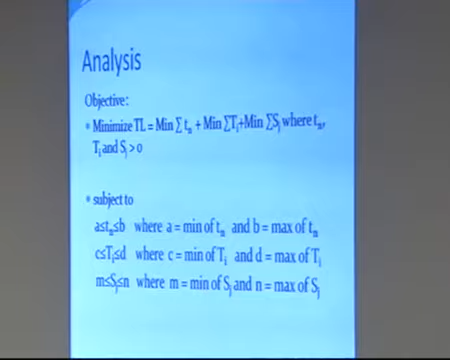 Analysis
Objective:
• Minimize TL = Min ∑ tₙ + Min ∑Tᵢ+Min ∑Sⱼ where tₙ,
Tᵢ and Sⱼ > 0
• subject to
a≤tₙ≤b where a = min of tₙ and b = max of tₙ
c≤Tᵢ≤d where c = min of Tᵢ and d = max of Tᵢ
m≤Sⱼ≤n where m = min of Sⱼ and n = max of Sⱼ